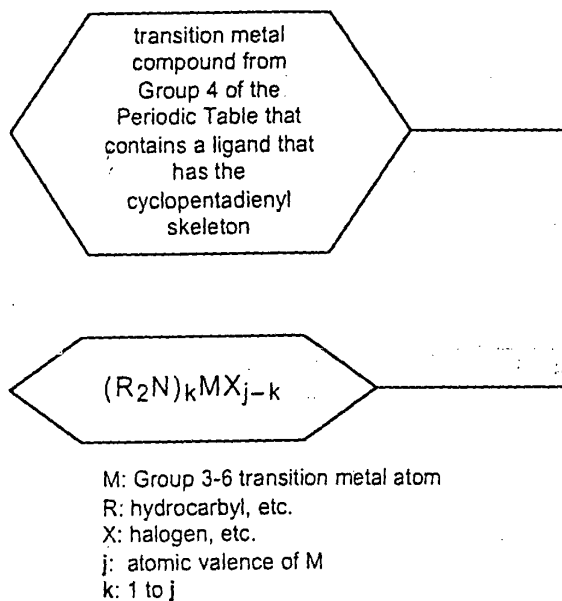 transition metal
compound from
Group 4 of the
Periodic Table that
contains a ligand that
has the
cyclopentadienyl
skeleton
(R₂N)ₖMXⱼ₋ₖ
M: Group 3-6 transition metal atom
R: hydrocarbyl, etc.
X: halogen, etc.
j: atomic valence of M
k: 1 to j